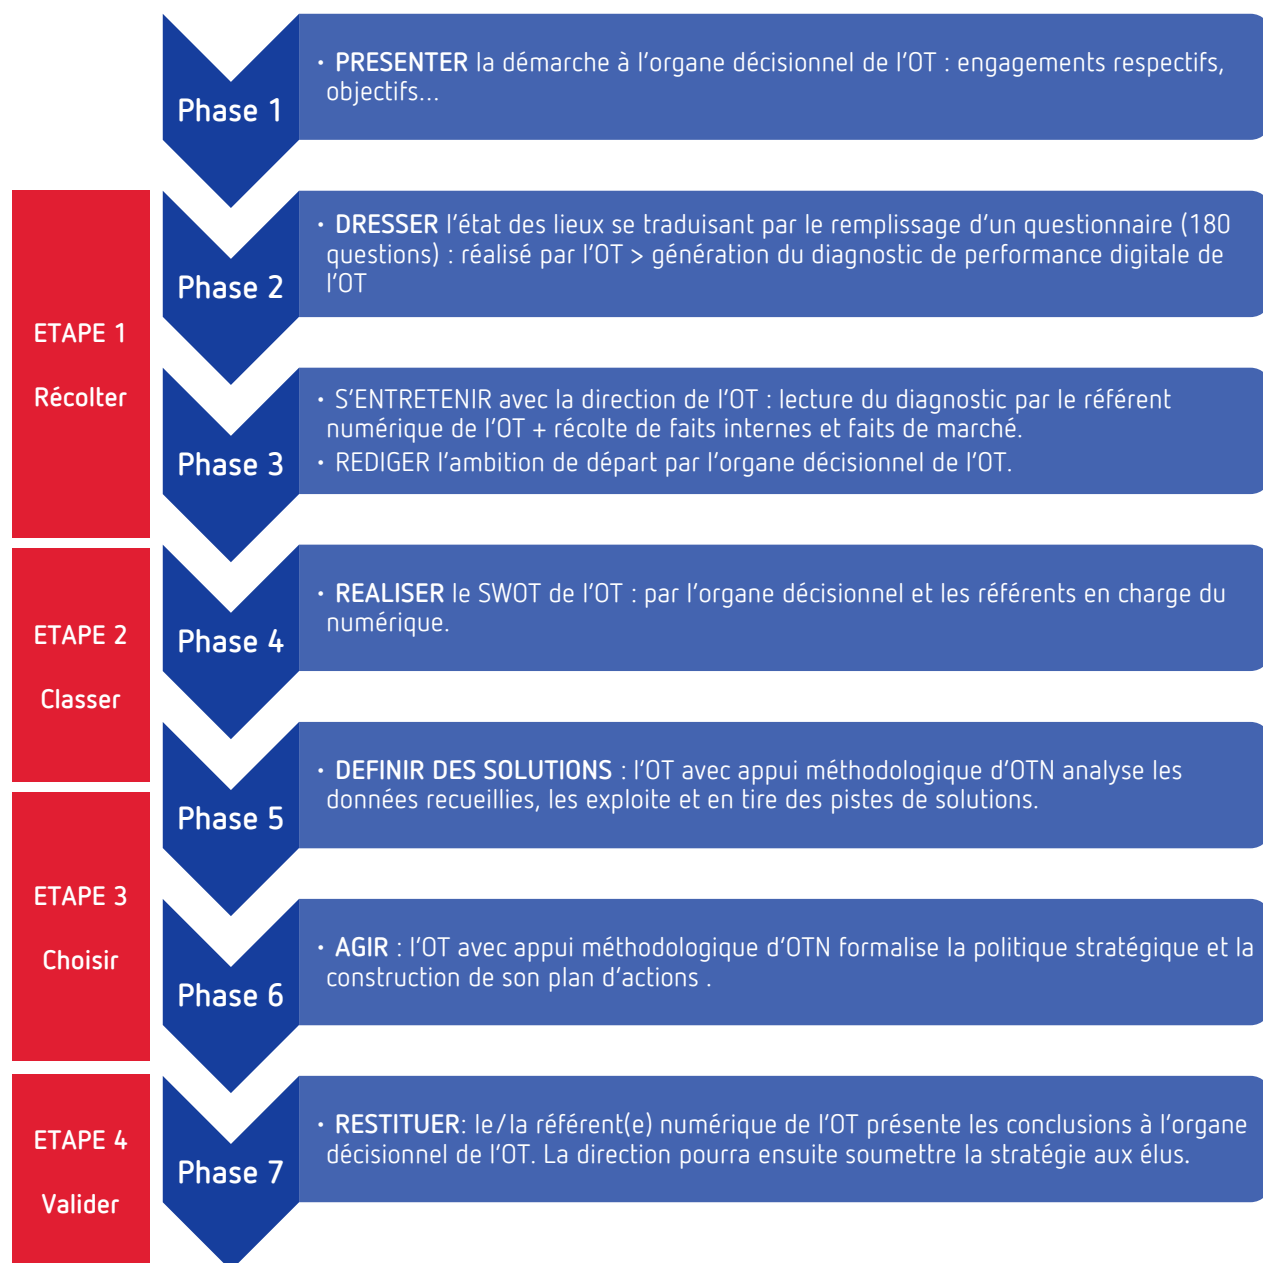 Phase 1
• PRESENTER la démarche à l’organe décisionnel de l’OT : engagements respectifs,
objectifs...
ETAPE 1
Récolter
Phase 2
• DRESSER l’état des lieux se traduisant par le remplissage d’un questionnaire (180
questions) : réalisé par l’OT > génération du diagnostic de performance digitale de
l’OT
Phase 3
• S’ENTRETENIR avec la direction de l’OT : lecture du diagnostic par le référent
numérique de l’OT + récolte de faits internes et faits de marché.
• REDIGER l’ambition de départ par l’organe décisionnel de l’OT.
ETAPE 2
Classer
Phase 4
• REALISER le SWOT de l’OT : par l’organe décisionnel et les référents en charge du
numérique.
Phase 5
• DEFINIR DES SOLUTIONS : l’OT avec appui méthodologique d’OTN analyse les
données recueillies, les exploite et en tire des pistes de solutions.
ETAPE 3
Choisir
Phase 6
• AGIR : l’OT avec appui méthodologique d’OTN formalise la politique stratégique et la
construction de son plan d’actions .
ETAPE 4
Valider
Phase 7
• RESTITUER: le/la référent(e) numérique de l’OT présente les conclusions à l’organe
décisionnel de l’OT. La direction pourra ensuite soumettre la stratégie aux élus.